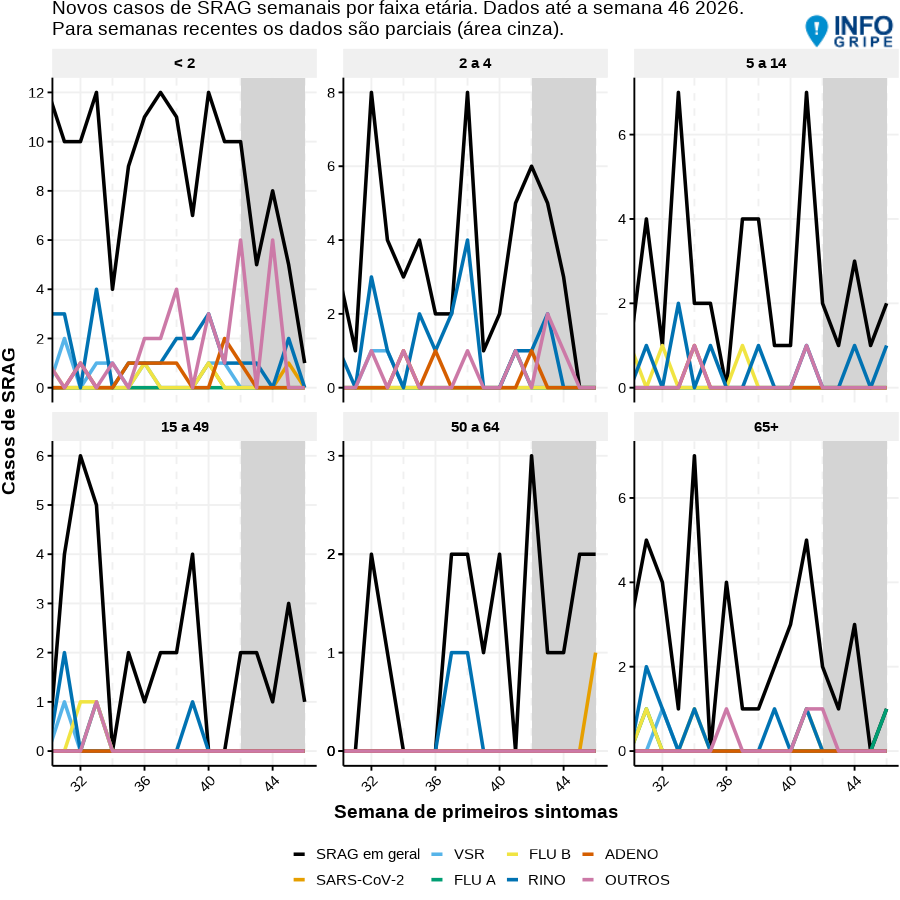 Novos casos de SRAG semanais por faixa etária. Dados até a semana 46 2026.
Para semanas recentes os dados são parciais (área cinza).
INFO
GRIPE
< 2
2 a 4
5 a 14
12
10
8
6
4
2
0
8
6
4
2
0
6
4
2
0
Casos de SRAG
15 a 49
50 a 64
65+
6
5
4
3
2
1
0
3
2
1
0
6
4
2
0
32 36 40 44
32 36 40 44
32 36 40 44
Semana de primeiros sintomas
SRAG em geral VSR FLU B ADENO
SARS-CoV-2 FLU A RINO OUTROS